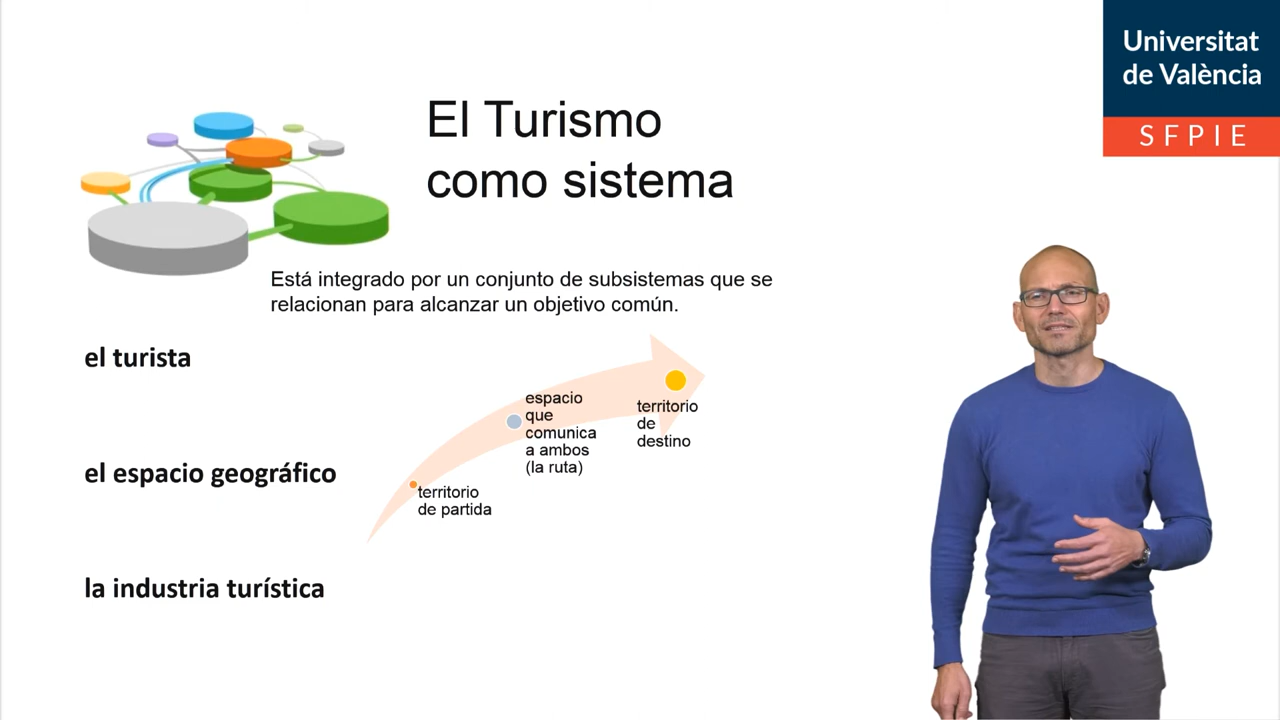 Universitat
de València
SFPIE
El Turismo
como sistema
Está integrado por un conjunto de subsistemas que se
relacionan para alcanzar un objetivo común.
el turista
el espacio geográfico
la industria turística
territorio
de partida
espacio
que
comunica
a ambos
(la ruta)
territorio
de
destino